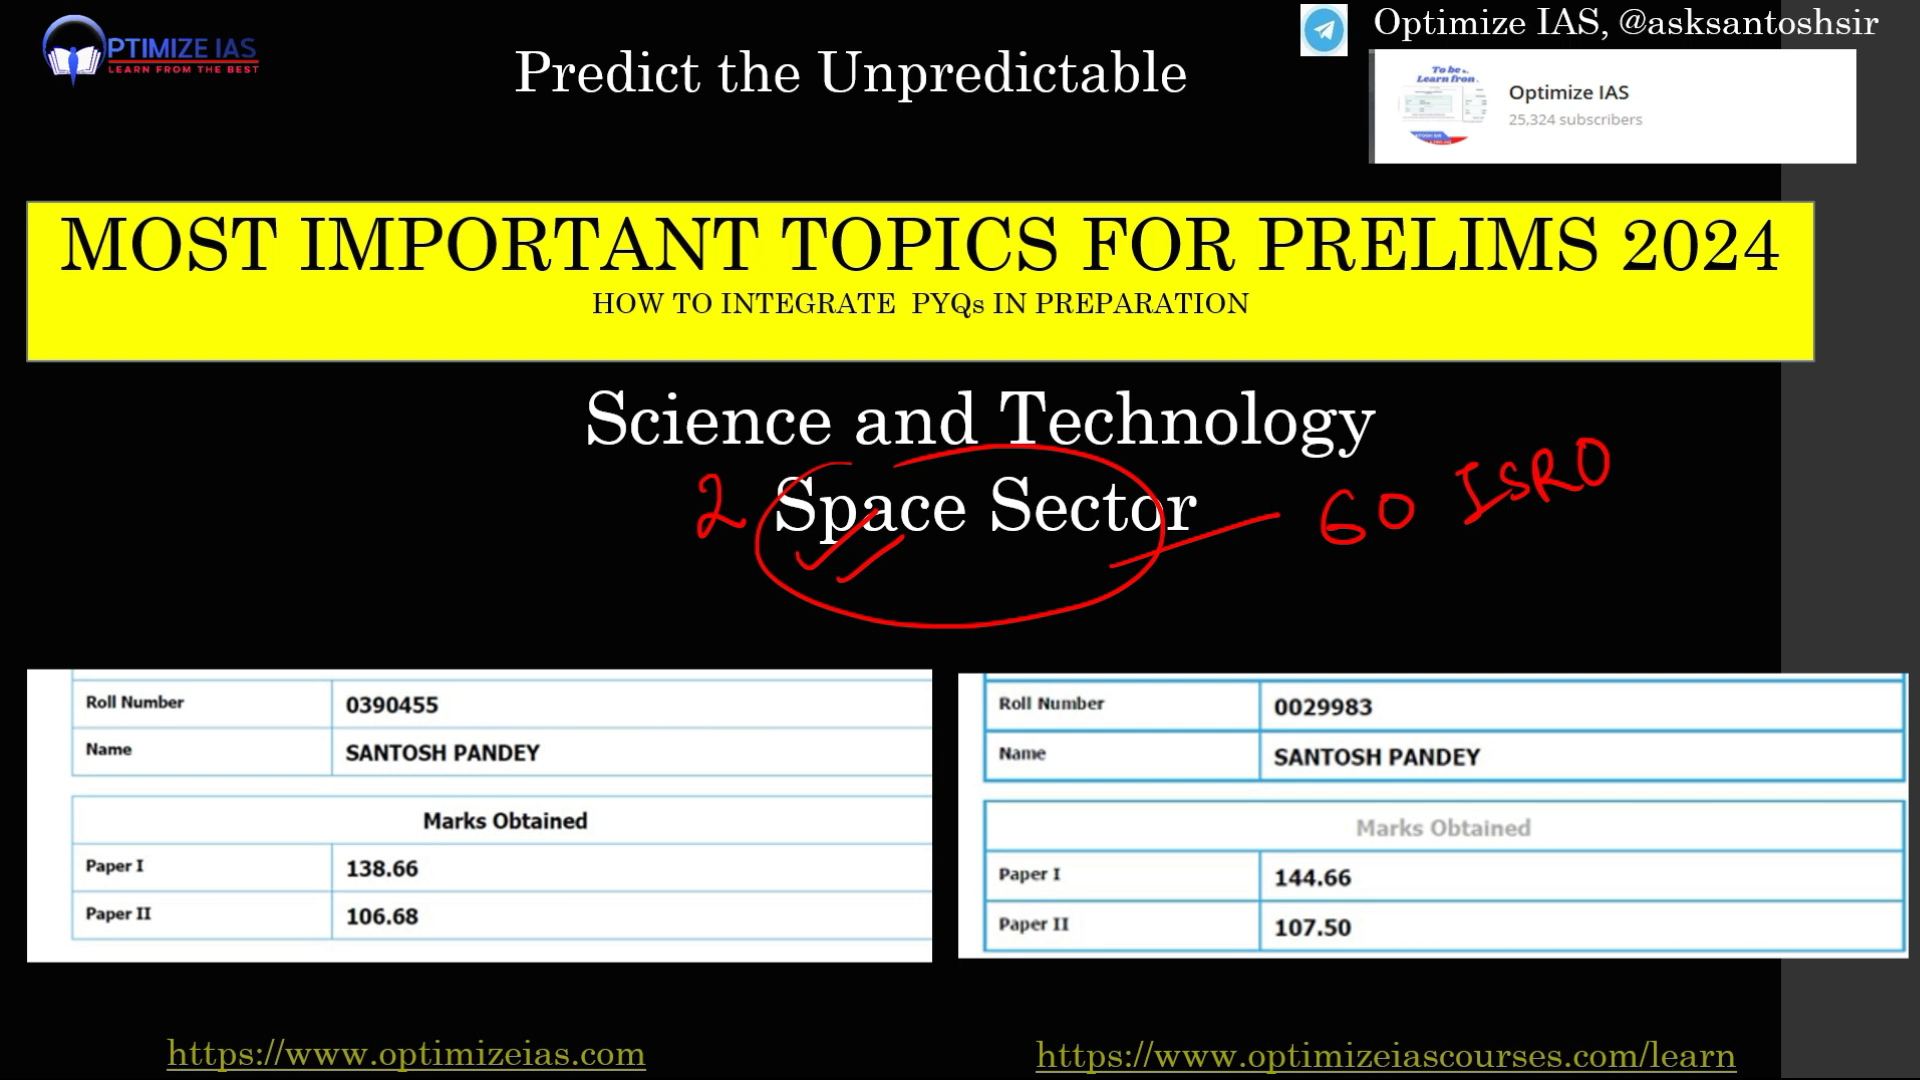 PTIMIZE IAS
LEARN FROM THE BEST
Predict the Unpredictable
Optimize IAS, @asksantoshsir
To be
Learn from
Optimize IAS
25,324 subscribers
MOST IMPORTANT TOPICS FOR PRELIMS 2024
HOW TO INTEGRATE PYQs IN PREPARATION
Science and Technology
2 Space Sector 60 ISRO
Roll Number 0390455
Name SANTOSH PANDEY
Marks Obtained
Paper I 138.66
Paper II 106.68
Roll Number 0029983
Name SANTOSH PANDEY
Marks Obtained
Paper I 144.66
Paper II 107.50
https://www.optimizeias.com
https://www.optimizeiascourses.com/learn